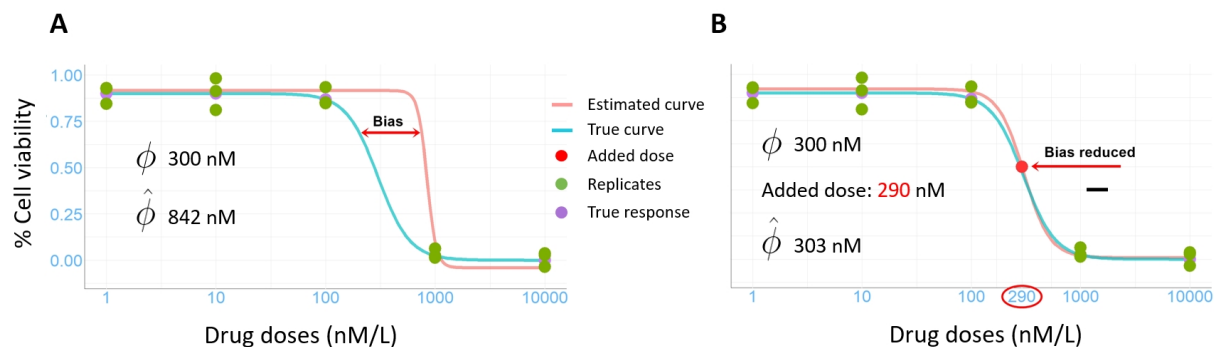 A
% Cell viability
1.00
0.75
0.50
0.25
0.00
Bias
ϕ 300 nM
ϕ̂ 842 nM
1 10 100 1000 10000
Drug doses (nM/L)
Estimated curve
True curve
Added dose
Replicates
True response
B
ϕ 300 nM
Bias reduced
Added dose: 290 nM
ϕ̂ 303 nM
1 10 100 290 1000 10000
Drug doses (nM/L)